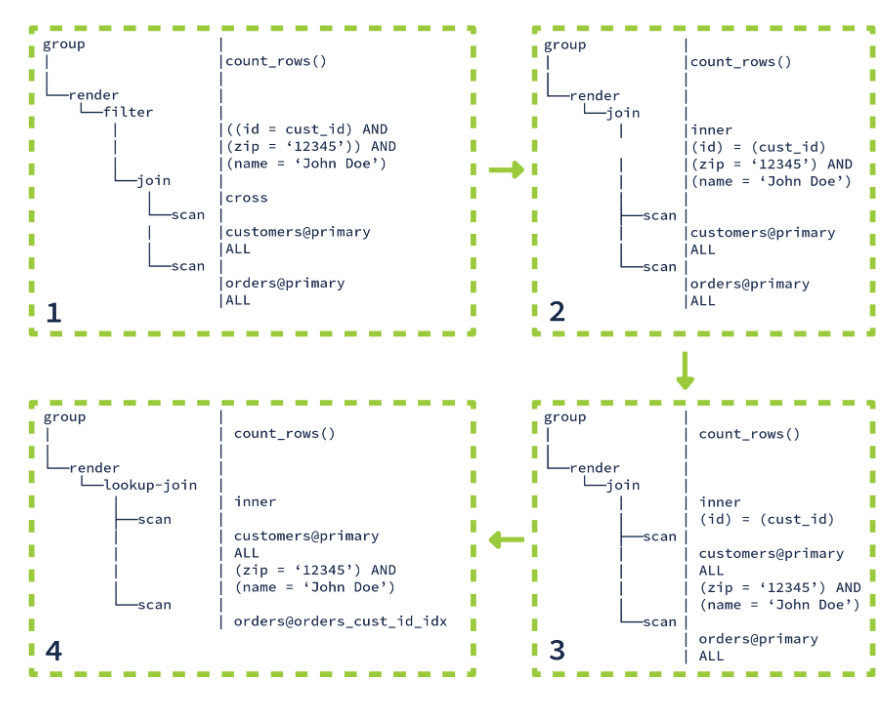 group
count_rows()
render
filter
((id = cust_id) AND
(zip = ‘12345’)) AND
(name = ‘John Doe’)
join
cross
scan
customers@primary
ALL
scan
orders@primary
ALL
1
group
count_rows()
render
join
inner
(id) = (cust_id)
(zip = ‘12345’) AND
(name = ‘John Doe’)
scan
customers@primary
ALL
scan
orders@primary
ALL
2
group
count_rows()
render
join
inner
(id) = (cust_id)
scan
customers@primary
ALL
(zip = ‘12345’) AND
(name = ‘John Doe’)
scan
orders@primary
ALL
3
group
count_rows()
render
lookup-join
inner
scan
customers@primary
ALL
(zip = ‘12345’) AND
(name = ‘John Doe’)
scan
orders@orders_cust_id_idx
4